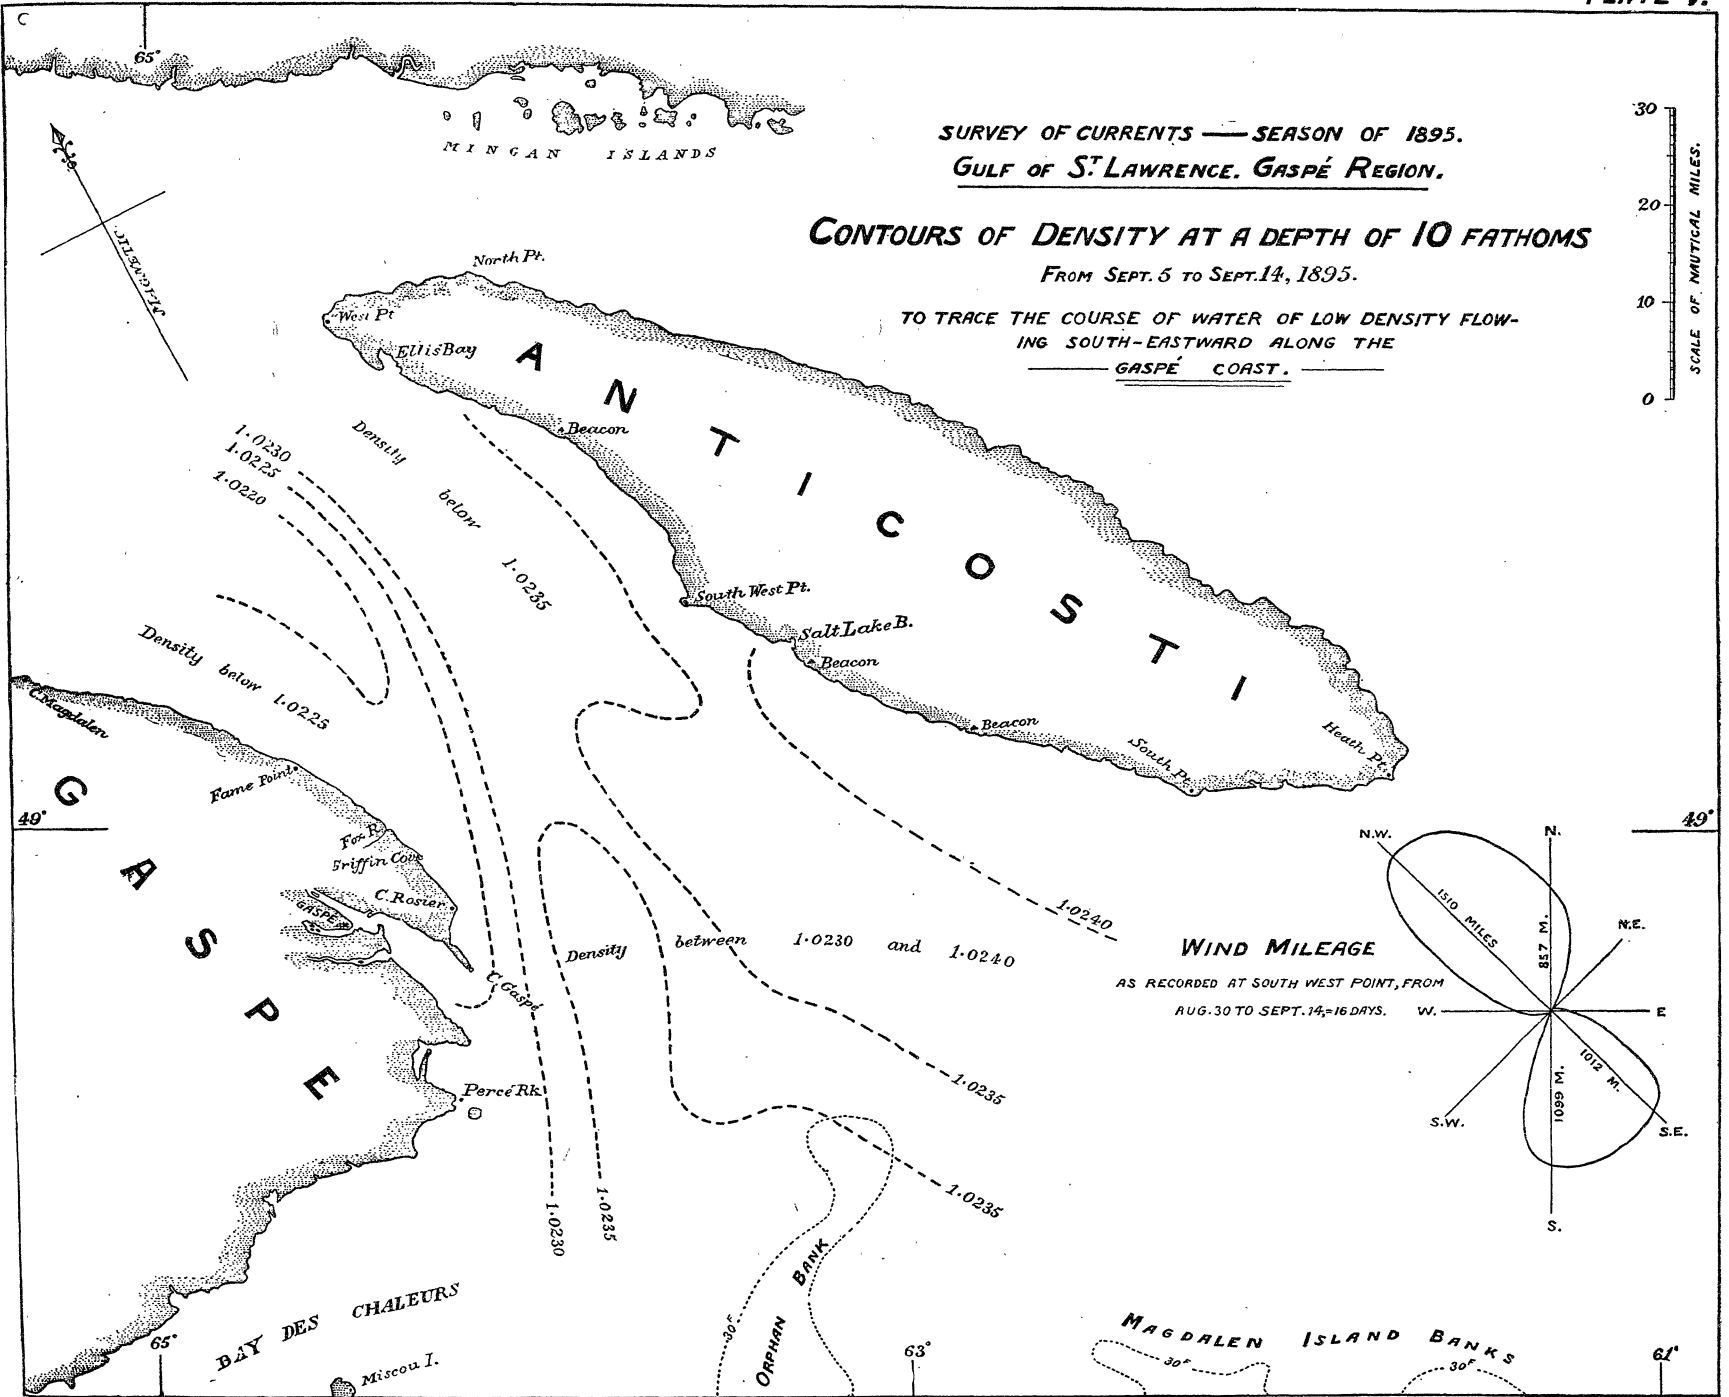 PLATE V.
C
65°
MINGAN ISLANDS
SURVEY OF CURRENTS — SEASON OF 1895.
GULF OF ST. LAWRENCE. GASPÉ REGION.
CONTOURS OF DENSITY AT A DEPTH OF 10 FATHOMS
FROM SEPT. 5 TO SEPT. 14, 1895.
TO TRACE THE COURSE OF WATER OF LOW DENSITY FLOW-
ING SOUTH-EASTWARD ALONG THE
GASPÉ COAST.
30
20
10
0
SCALE OF NAUTICAL MILES.
MAGNETIC
North Pt.
West Pt
Ellis Bay
Beacon
ANTICOSTI
1.0230
1.0225
1.0220
Density below 1.0235
South West Pt.
Salt Lake B.
Beacon
Beacon
South Pt.
Heath Pt.
Density below 1.0225
C. Magdalen
Fame Point
GASPE
49°
49°
Fox R.
Griffin Cove
C. Rosier
GASPÉ
C. Gaspé
Percé Rk.
1.0240
Density between 1.0230 and 1.0240
1.0235
1.0235
1.0230
1.0235
WIND MILEAGE
AS RECORDED AT SOUTH WEST POINT, FROM
AUG. 30 TO SEPT. 14,=16 DAYS.
N.W.
N.
N.E.
W.
E
S.W.
S.E.
S.
1510 MILES
857 M.
1012 M.
1099 M.
BAY DES CHALEURS
Miscou I.
ORPHAN BANK
30F
MAGDALEN ISLAND BANKS
30F
30F
65°
63°
61°